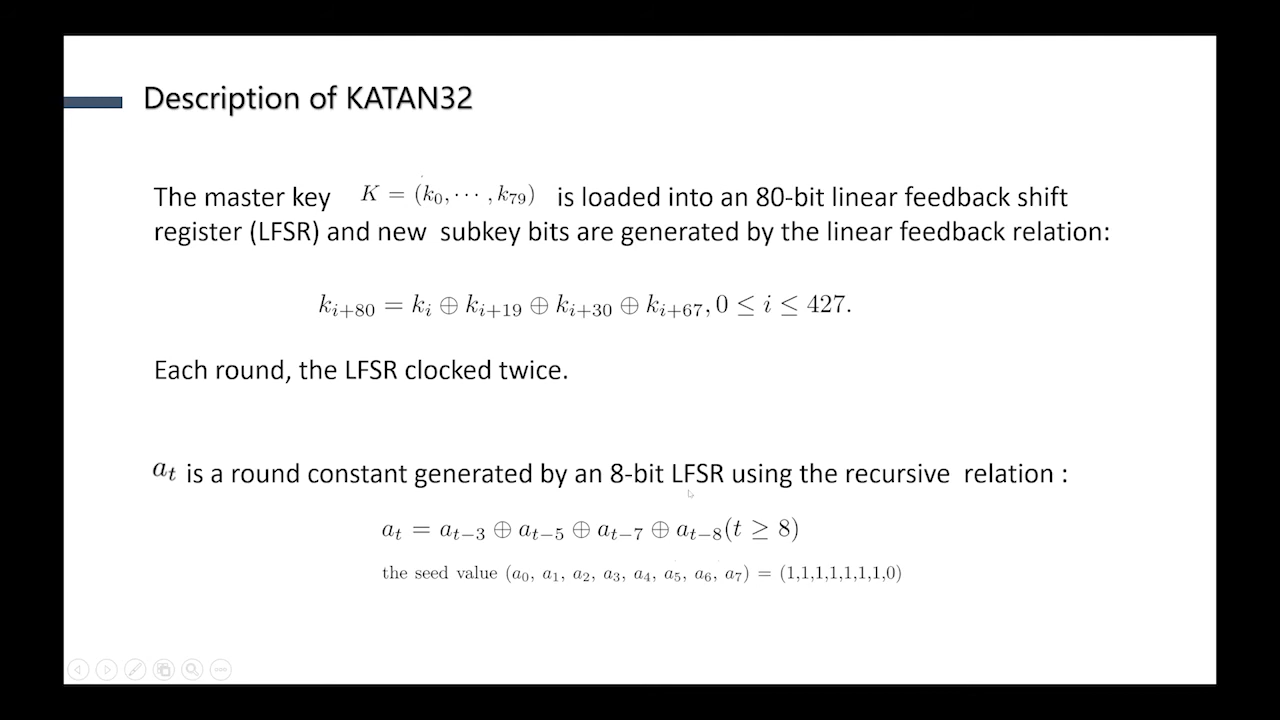 Description of KATAN32
The master key K = (k₀, ⋯ , k₇₉) is loaded into an 80-bit linear feedback shift
register (LFSR) and new subkey bits are generated by the linear feedback relation:
kᵢ₊₈₀ = kᵢ ⊕ kᵢ₊₁₉ ⊕ kᵢ₊₃₀ ⊕ kᵢ₊₆₇, 0 ≤ i ≤ 427.
Each round, the LFSR clocked twice.
aₜ is a round constant generated by an 8-bit LFSR using the recursive relation :
aₜ = aₜ₋₃ ⊕ aₜ₋₅ ⊕ aₜ₋₇ ⊕ aₜ₋₈(t ≥ 8)
the seed value (a₀, a₁, a₂, a₃, a₄, a₅, a₆, a₇) = (1,1,1,1,1,1,1,0)